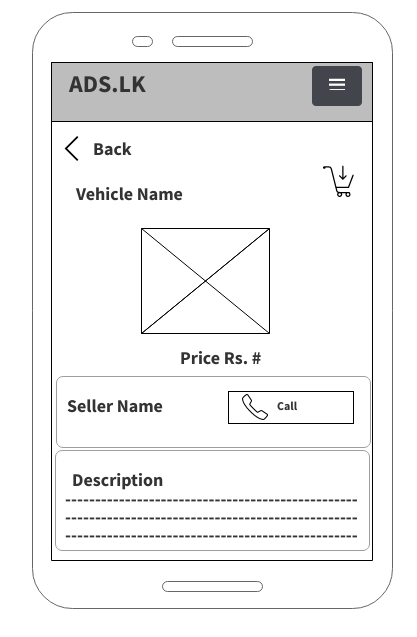 ADS.LK
Back
Vehicle Name
Price Rs. #
Seller Name
Call
Description